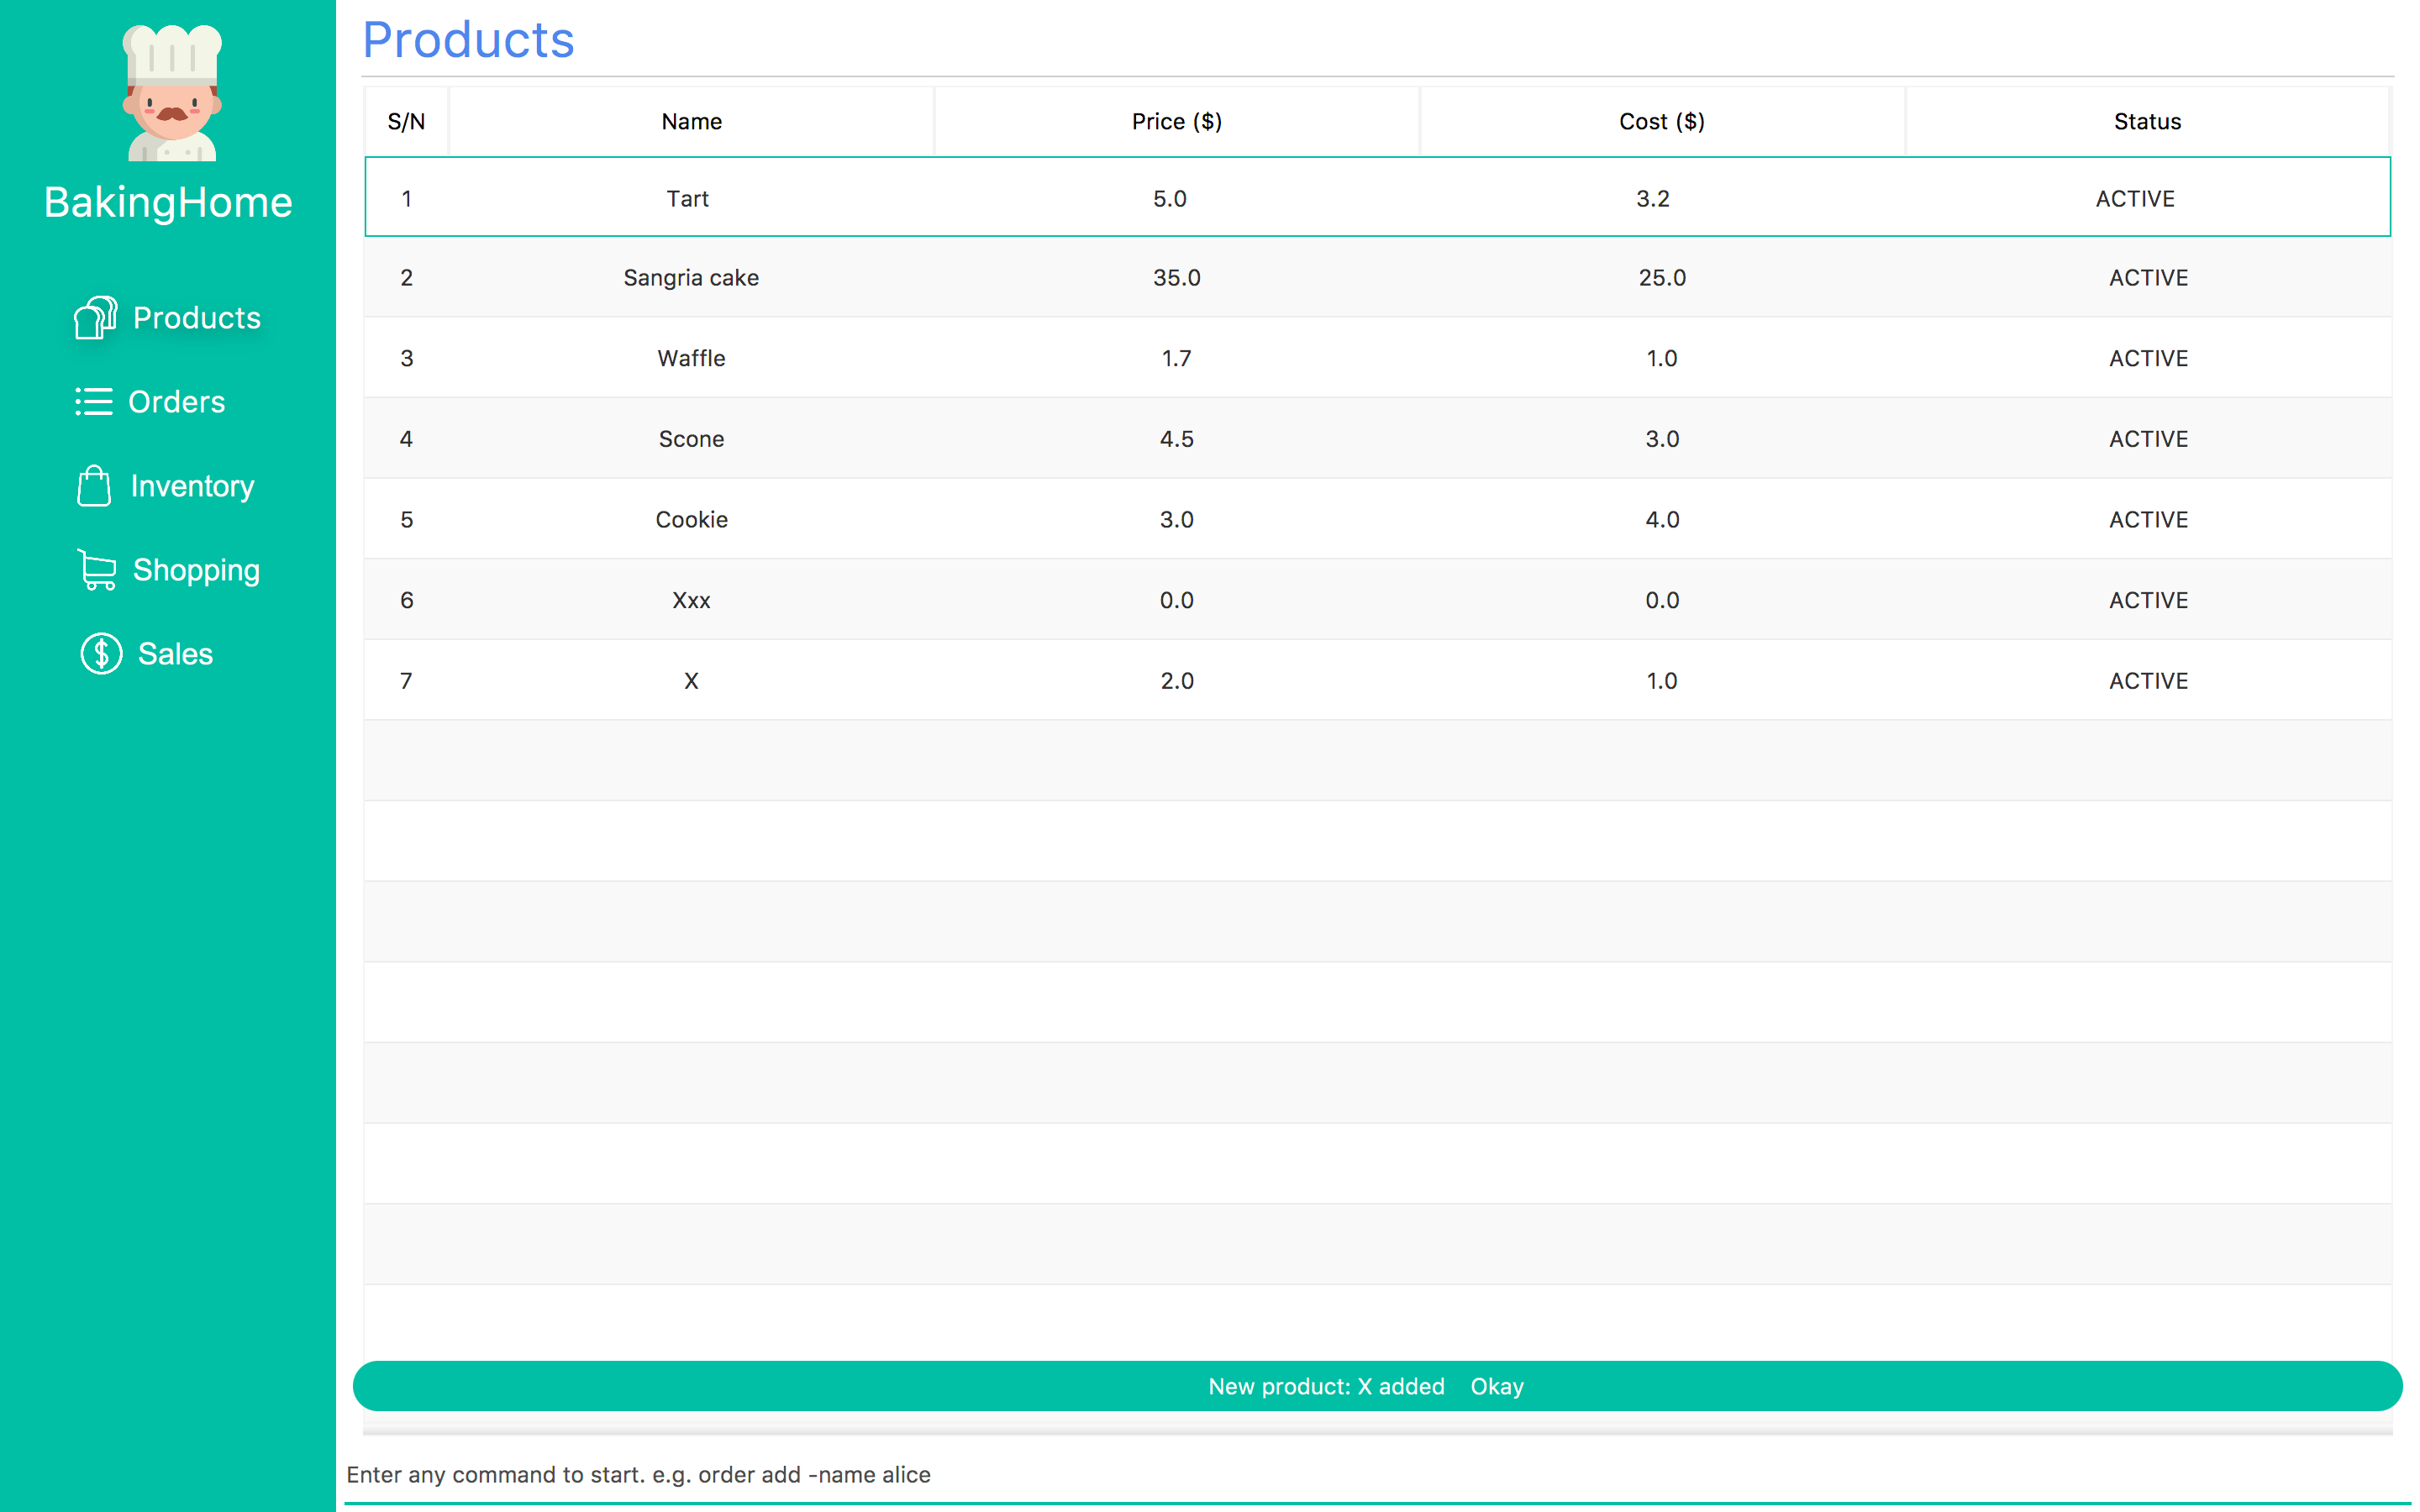 BakingHome
Products
Orders
Inventory
Shopping
Sales
Products
S/N Name Price ($) Cost ($) Status
1 Tart 5.0 3.2 ACTIVE
2 Sangria cake 35.0 25.0 ACTIVE
3 Waffle 1.7 1.0 ACTIVE
4 Scone 4.5 3.0 ACTIVE
5 Cookie 3.0 4.0 ACTIVE
6 Xxx 0.0 0.0 ACTIVE
7 X 2.0 1.0 ACTIVE
New product: X added Okay
Enter any command to start. e.g. order add -name alice